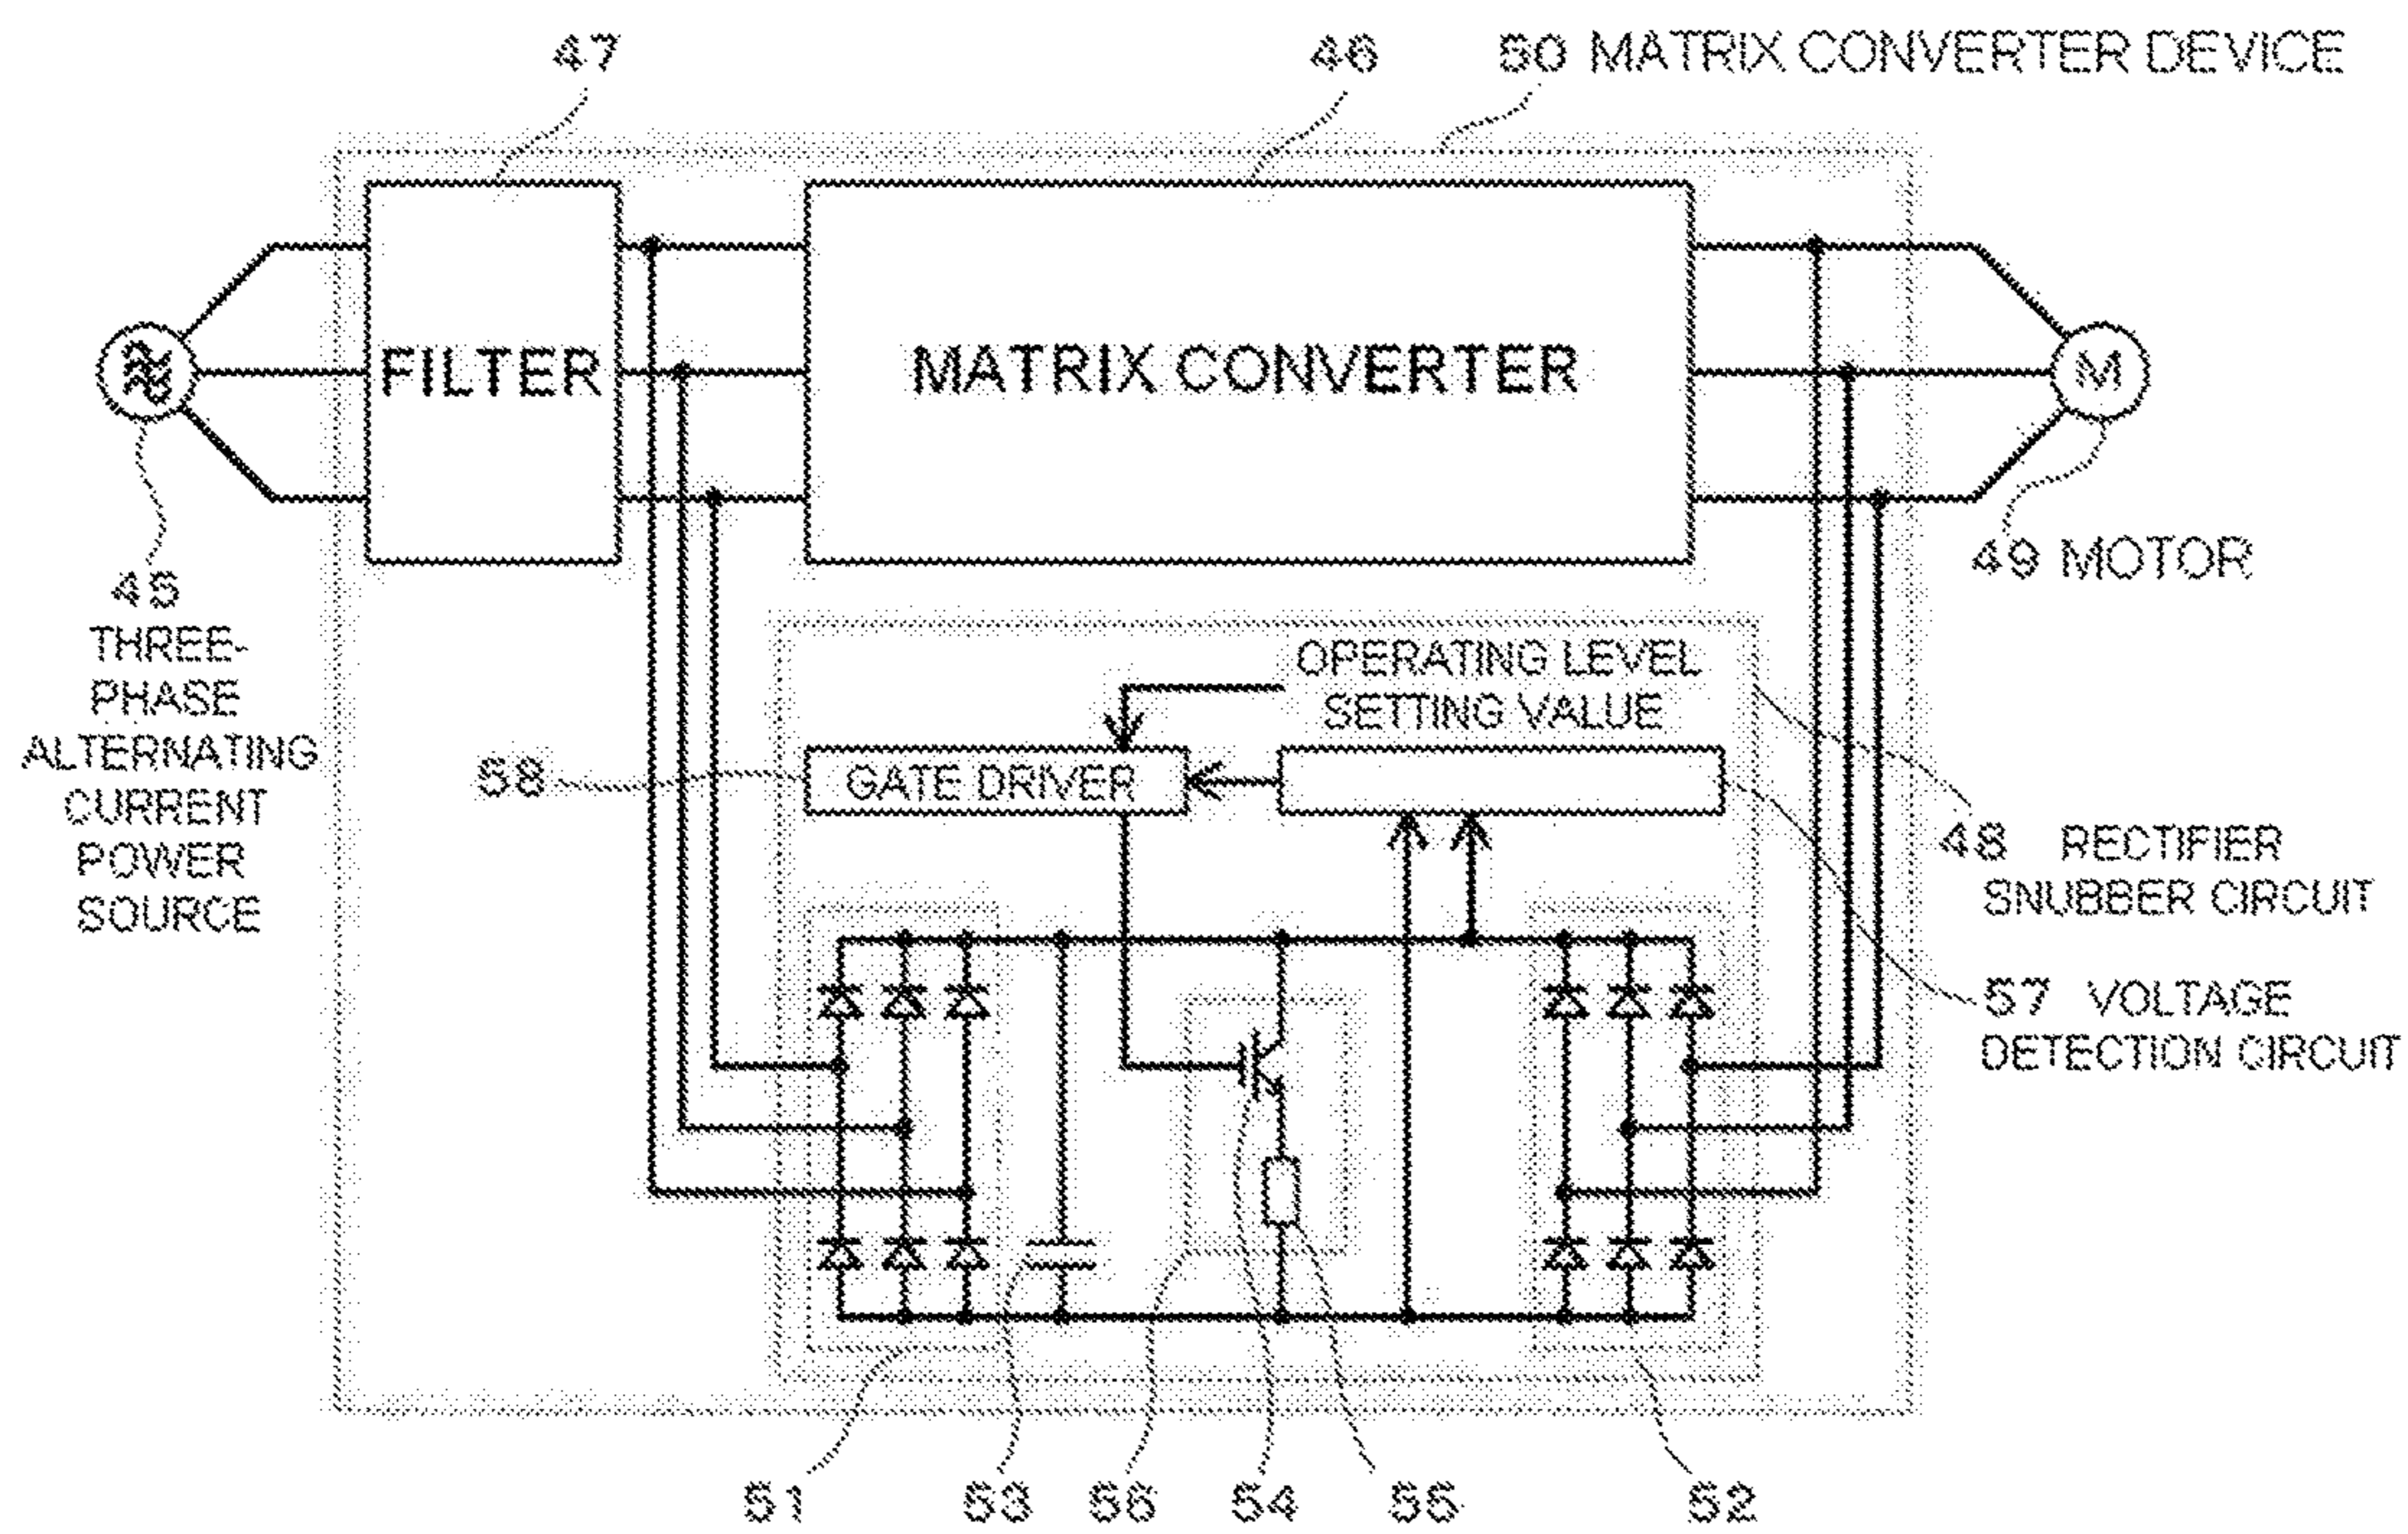 47
46
50 MATRIX CONVERTER DEVICE
FILTER
MATRIX CONVERTER
M
49 MOTOR
45
THREE-
PHASE
ALTERNATING
CURRENT
POWER
SOURCE
OPERATING LEVEL
SETTING VALUE
58
GATE DRIVER
48 RECTIFIER
SNUBBER CIRCUIT
57 VOLTAGE
DETECTION CIRCUIT
51
53
56
54
55
52